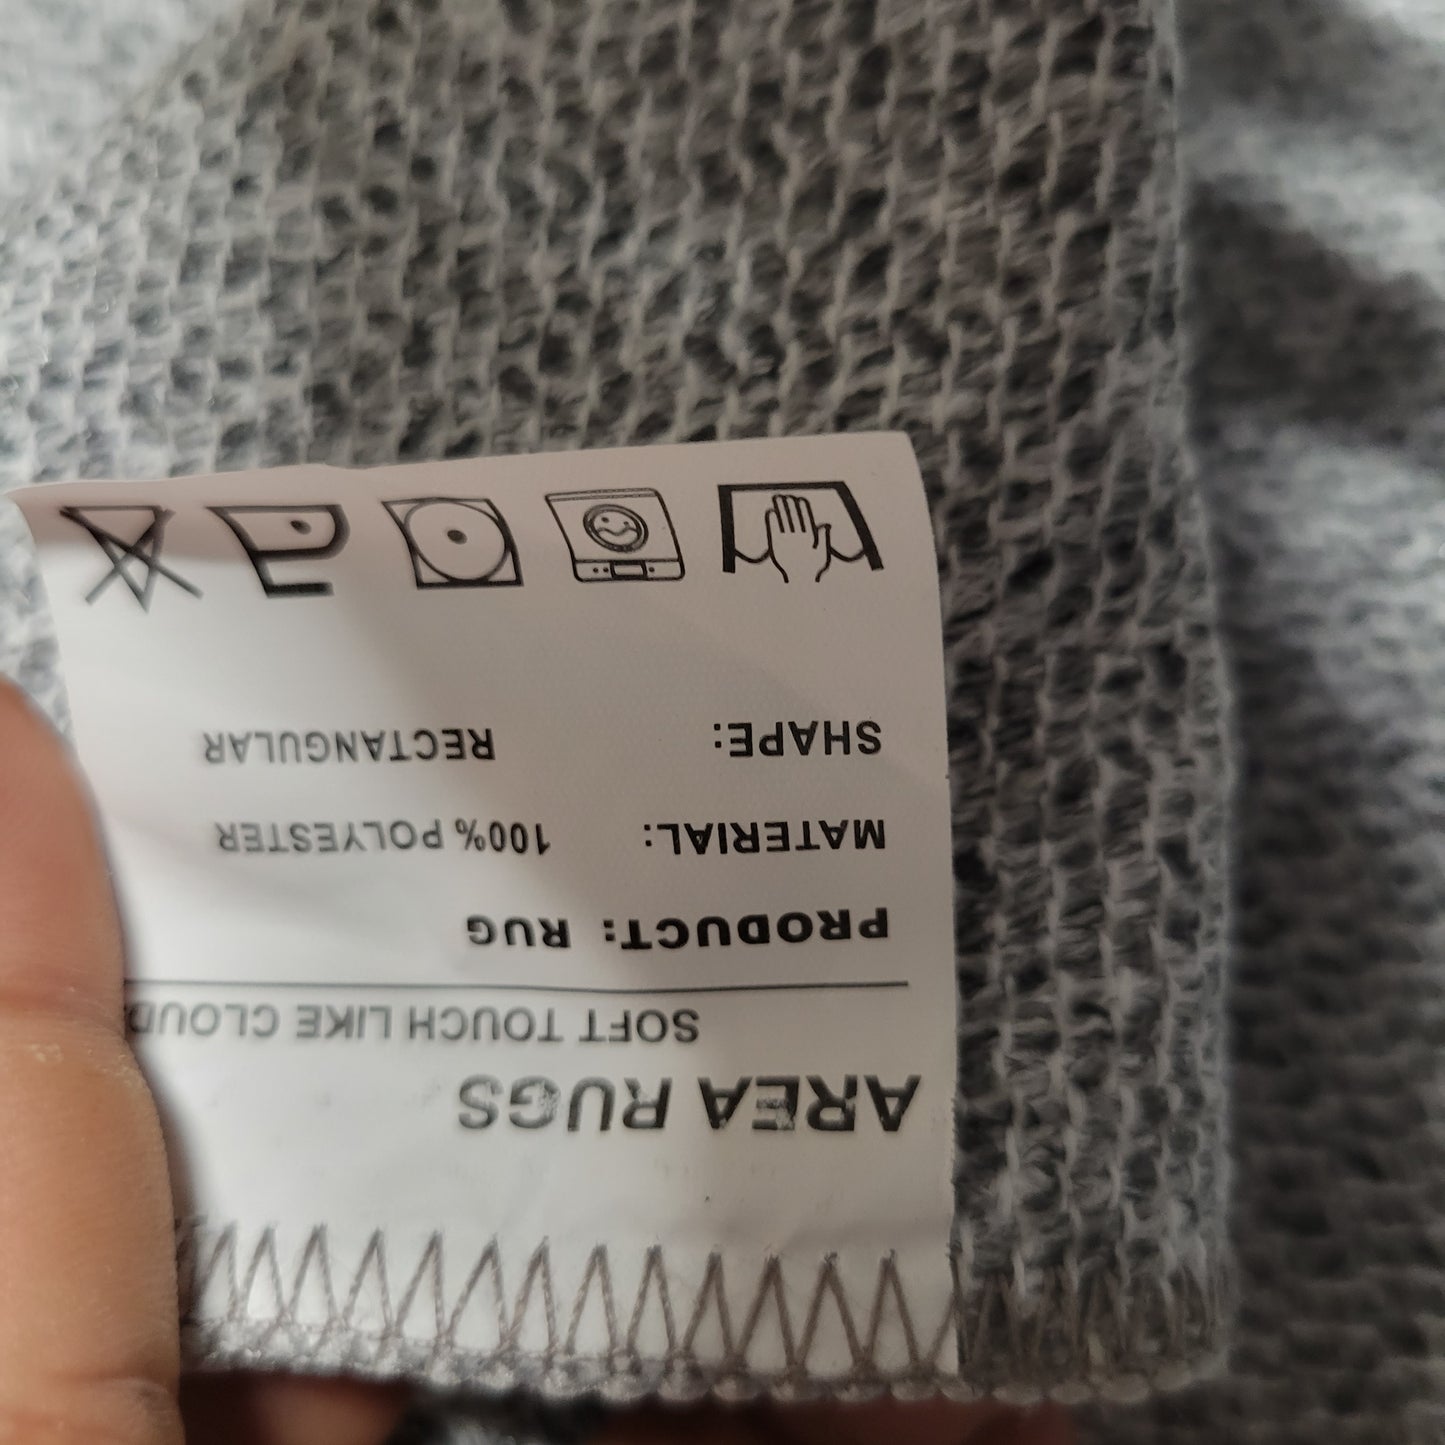 AREA RUGS
SOFT TOUCH LIKE CLOUD
PRODUCT: RUG
MATERIAL: 100% POLYESTER
SHAPE: RECTANGULAR